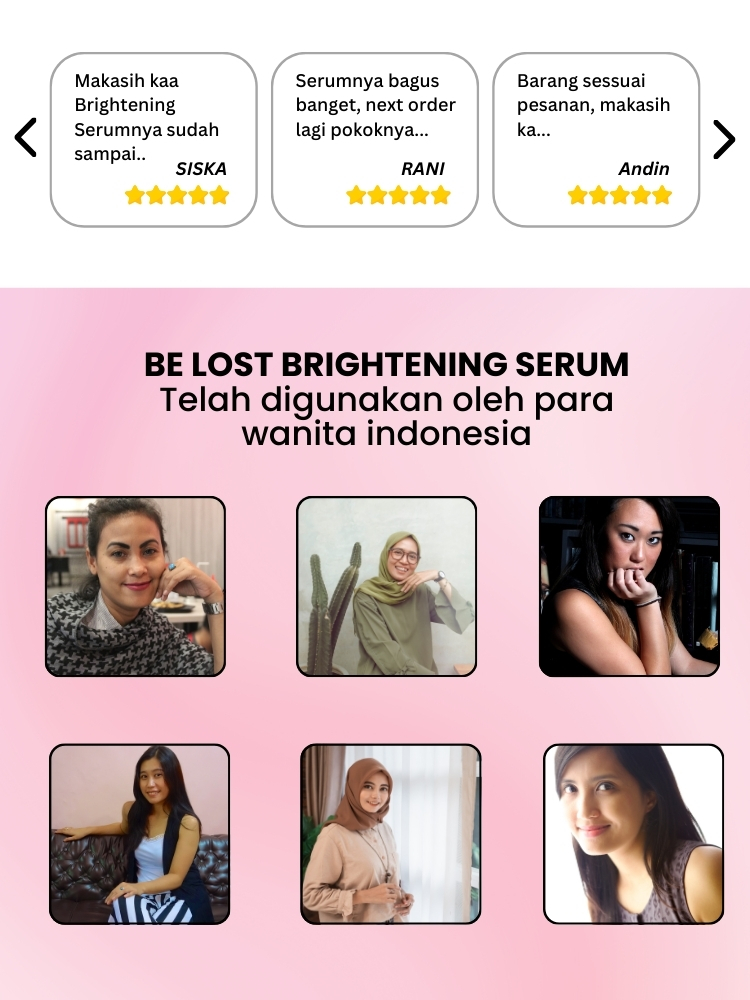 Makasih kaa
Brightening
Serumnya sudah
sampai..
SISKA
Serumnya bagus
banget, next order
lagi pokoknya...
RANI
Barang sessuai
pesanan, makasih
ka...
Andin
BE LOST BRIGHTENING SERUM
Telah digunakan oleh para
wanita indonesia